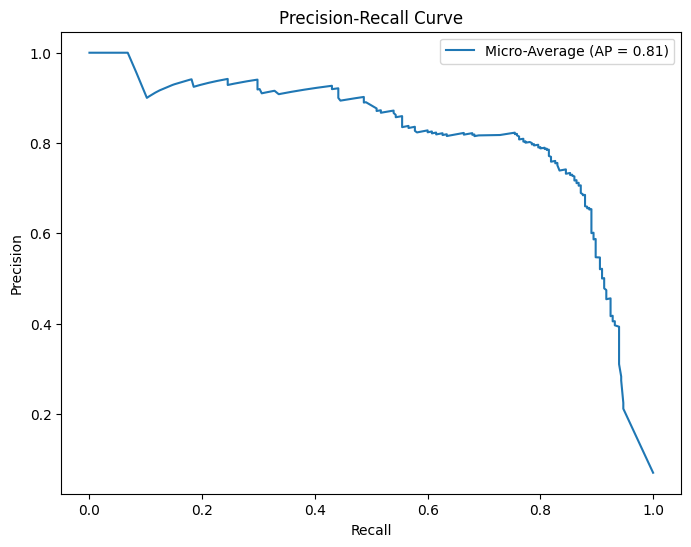 Precision-Recall Curve
Micro-Average (AP = 0.81)
1.0
0.8
0.6
0.4
0.2
Precision
0.0 0.2 0.4 0.6 0.8 1.0
Recall